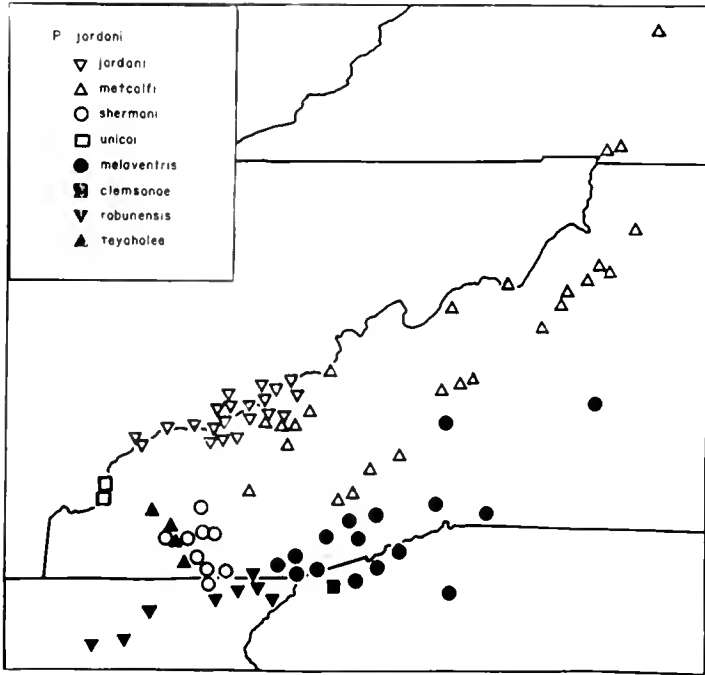 P jordani
jordani
metcalfi
shermani
unicoi
melaventris
clemsonae
rabunensis
teyahalee